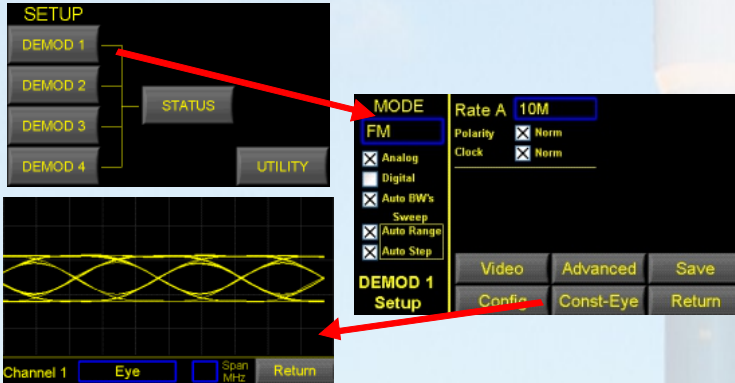 SETUP
DEMOD 1
DEMOD 2
DEMOD 3
DEMOD 4
STATUS
UTILITY
MODE
FM
Analog
Digital
Auto BW's
Sweep
Auto Range
Auto Step
DEMOD 1
Setup
Rate A 10M
Polarity Norm
Clock Norm
Video Advanced Save
Config Const-Eye Return
Channel 1 Eye Span MHz Return